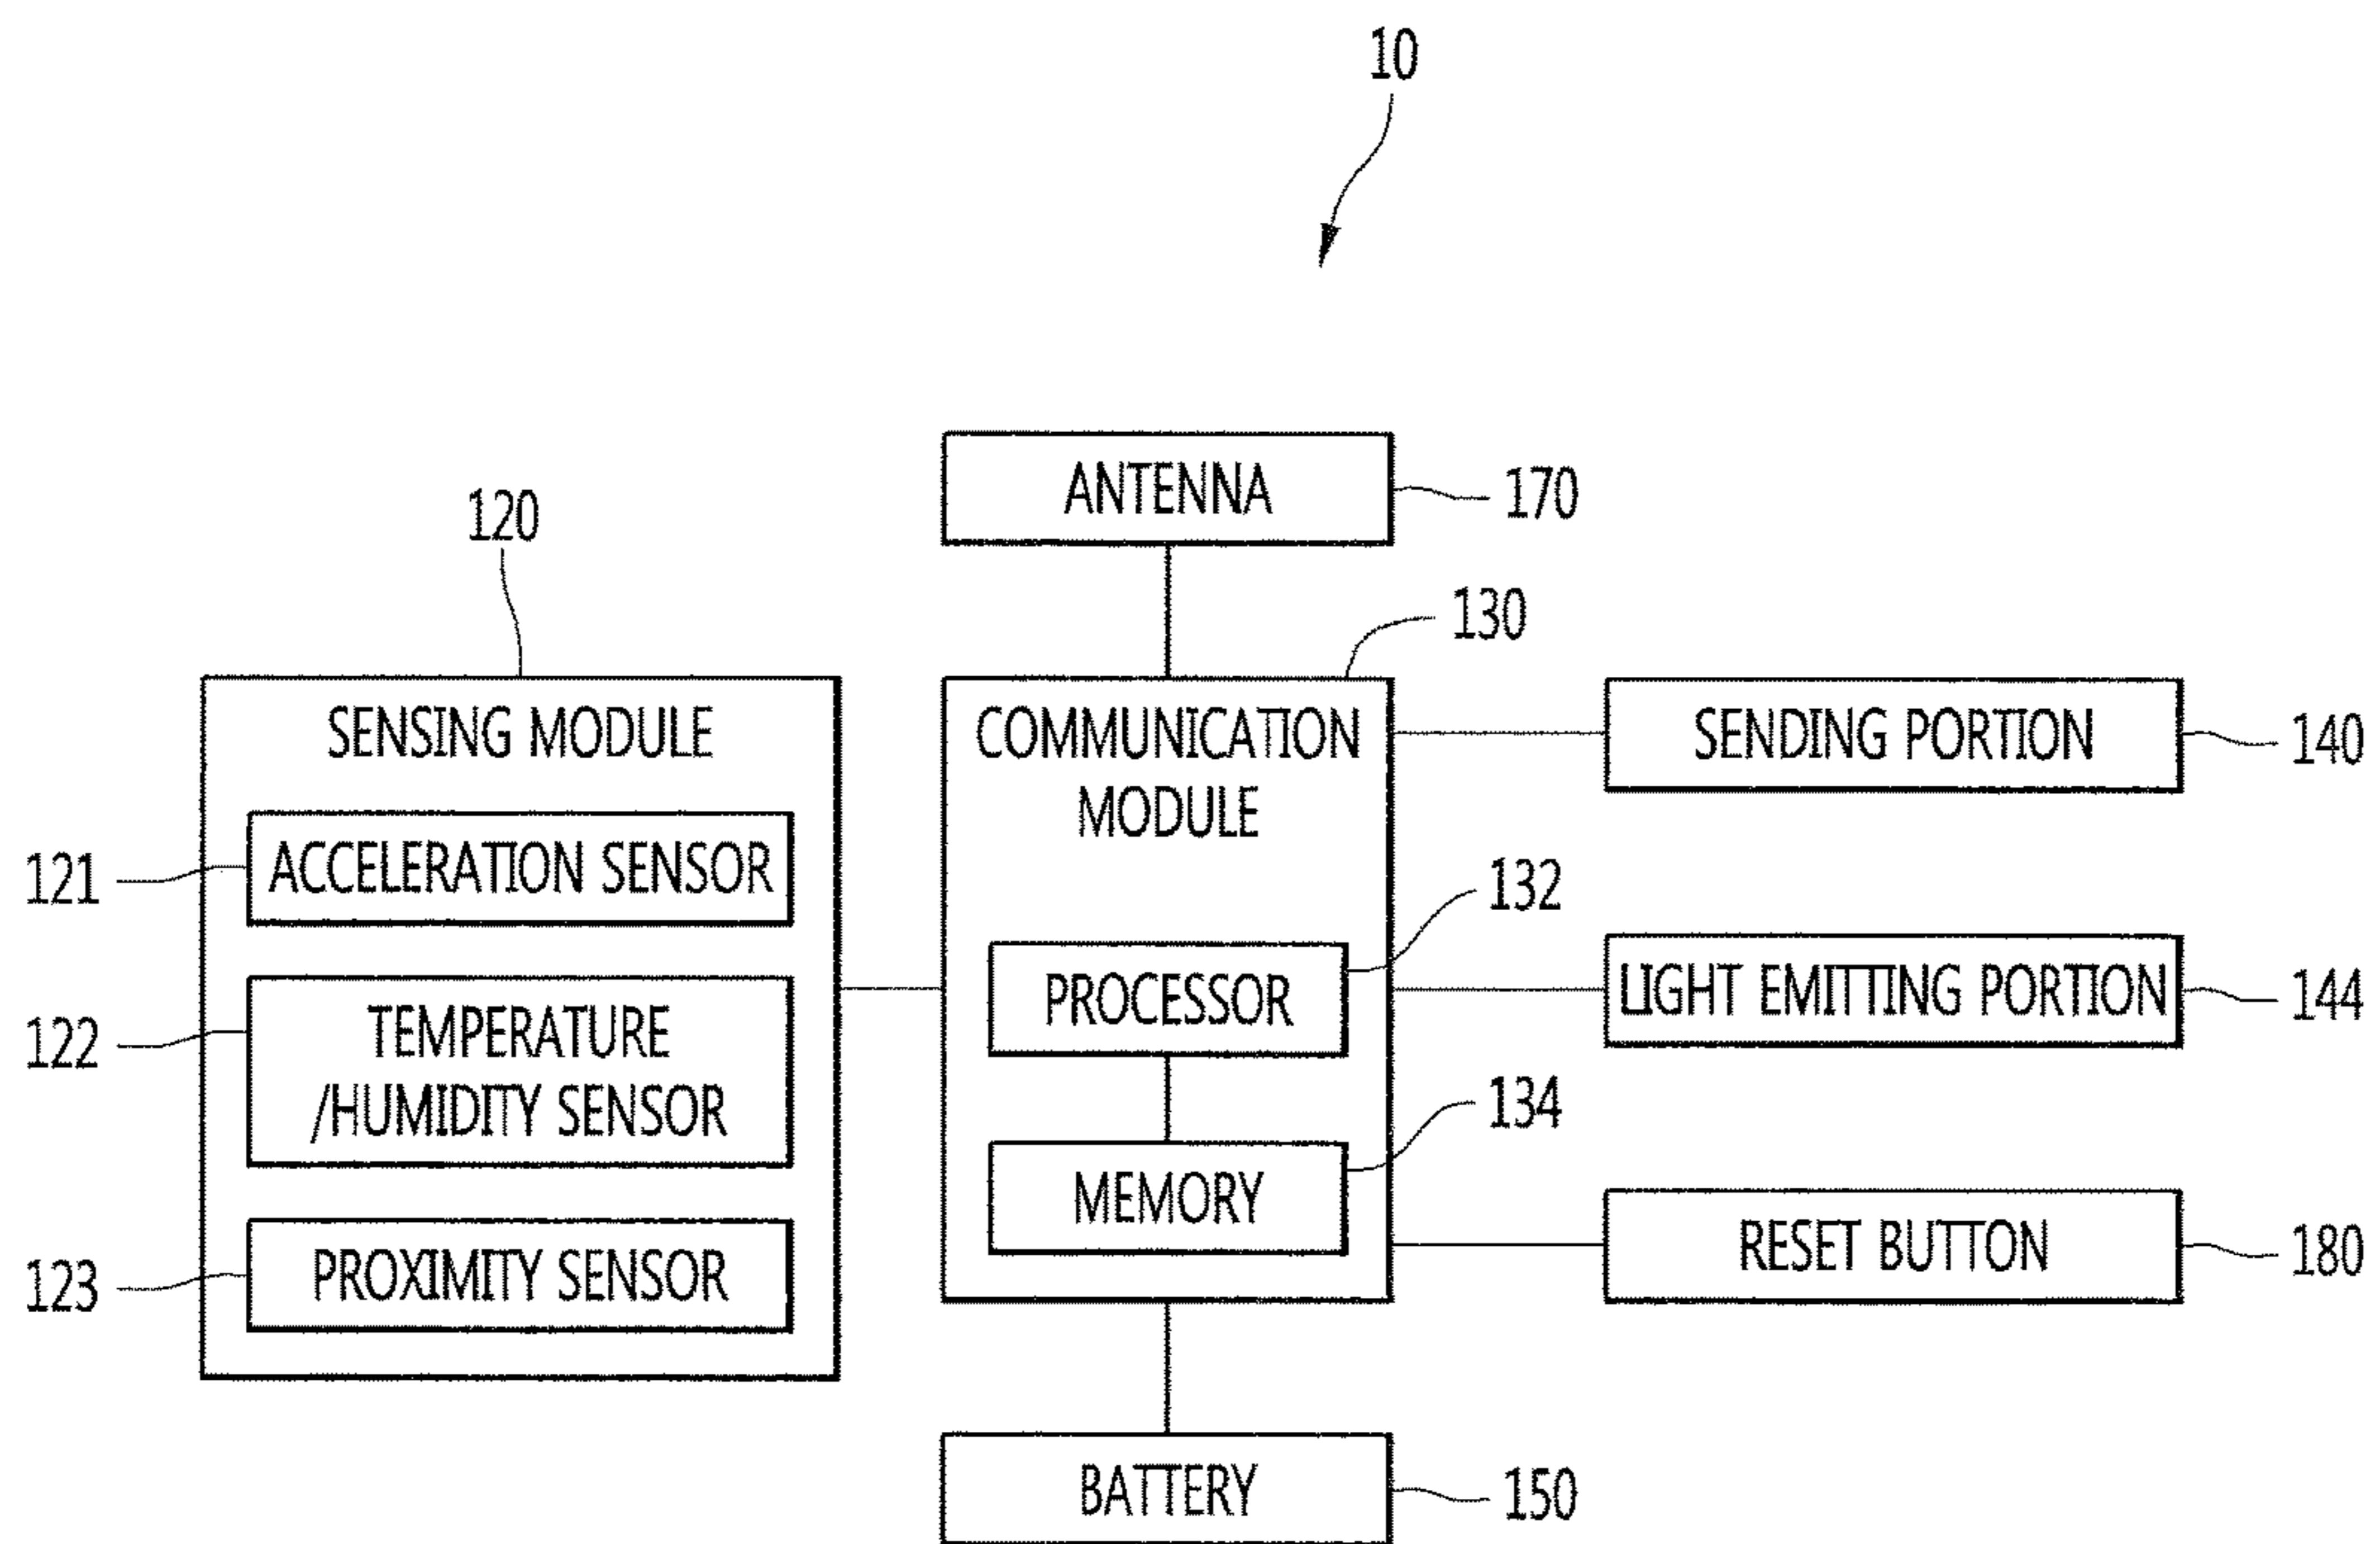 10
ANTENNA
170
120
130
SENSING MODULE
COMMUNICATION
MODULE
SENDING PORTION
140
121
ACCELERATION SENSOR
132
PROCESSOR
LIGHT EMITTING PORTION
144
122
TEMPERATURE
/HUMIDITY SENSOR
134
MEMORY
RESET BUTTON
180
123
PROXIMITY SENSOR
BATTERY
150